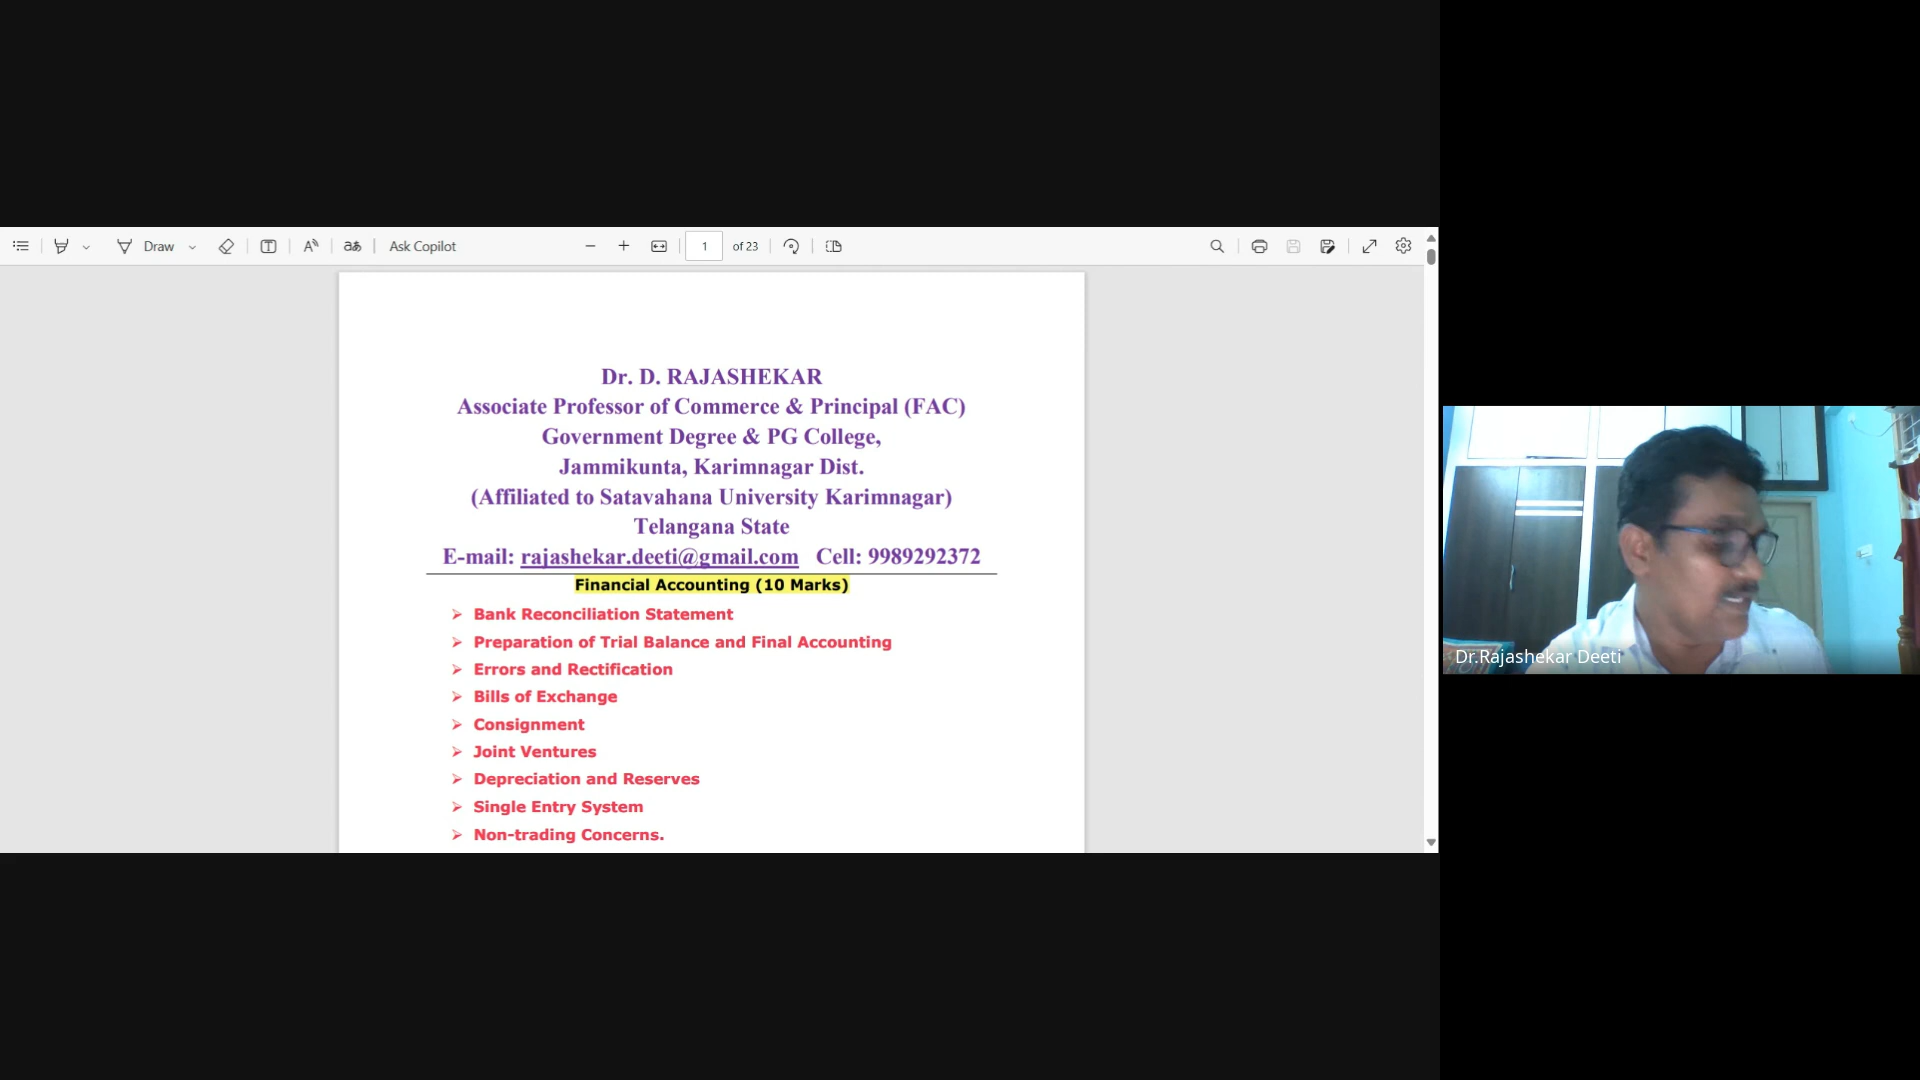 Draw
Ask Copilot
1 of 23
Dr. D. RAJASHEKAR
Associate Professor of Commerce & Principal (FAC)
Government Degree & PG College,
Jammikunta, Karimnagar Dist.
(Affiliated to Satavahana University Karimnagar)
Telangana State
E-mail: rajashekar.deeti@gmail.com Cell: 9989292372
Financial Accounting (10 Marks)
➢ Bank Reconciliation Statement
➢ Preparation of Trial Balance and Final Accounting
➢ Errors and Rectification
➢ Bills of Exchange
➢ Consignment
➢ Joint Ventures
➢ Depreciation and Reserves
➢ Single Entry System
➢ Non-trading Concerns.
Dr.Rajashekar Deeti